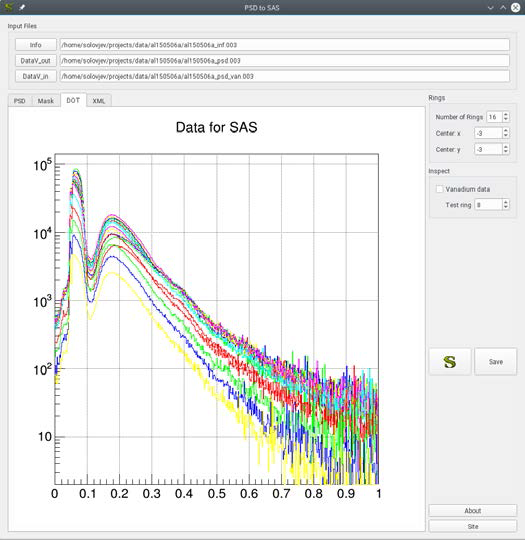 PSD to SAS
Input Files
Info /home/solovjev/projects/data/al150506a/al150506a_inf.003
DataV_out /home/solovjev/projects/data/al150506a/al150506a_psd.003
DataV_in /home/solovjev/projects/data/al150506a/al150506a_psd_van.003
PSD Mask DOT XML
Data for SAS
10^5
10^4
10^3
10^2
10
0 0.1 0.2 0.3 0.4 0.5 0.6 0.7 0.8 0.9 1
Rings
Number of Rings 16
Center: x -3
Center: y -3
Inspect
Vanadium data
Test ring 8
S Save
About
Site